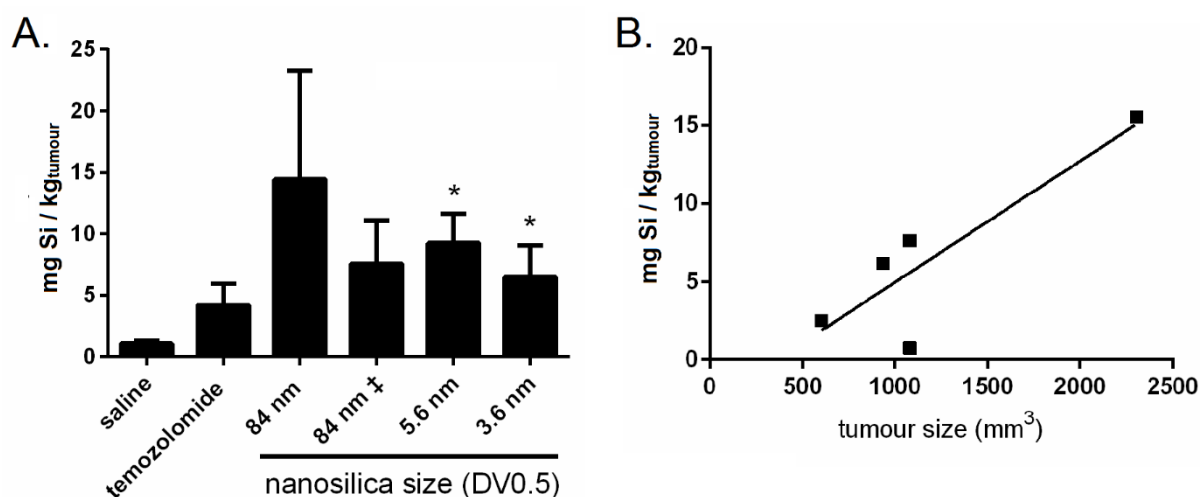 A.
25
20
15
10
5
0
mg Si / kgtumour
saline
temozolomide
84 nm
84 nm ‡
5.6 nm
3.6 nm
*
*
nanosilica size (DV0.5)
B.
20
15
10
5
0
mg Si / kgtumour
0
500
1000
1500
2000
2500
tumour size (mm³)